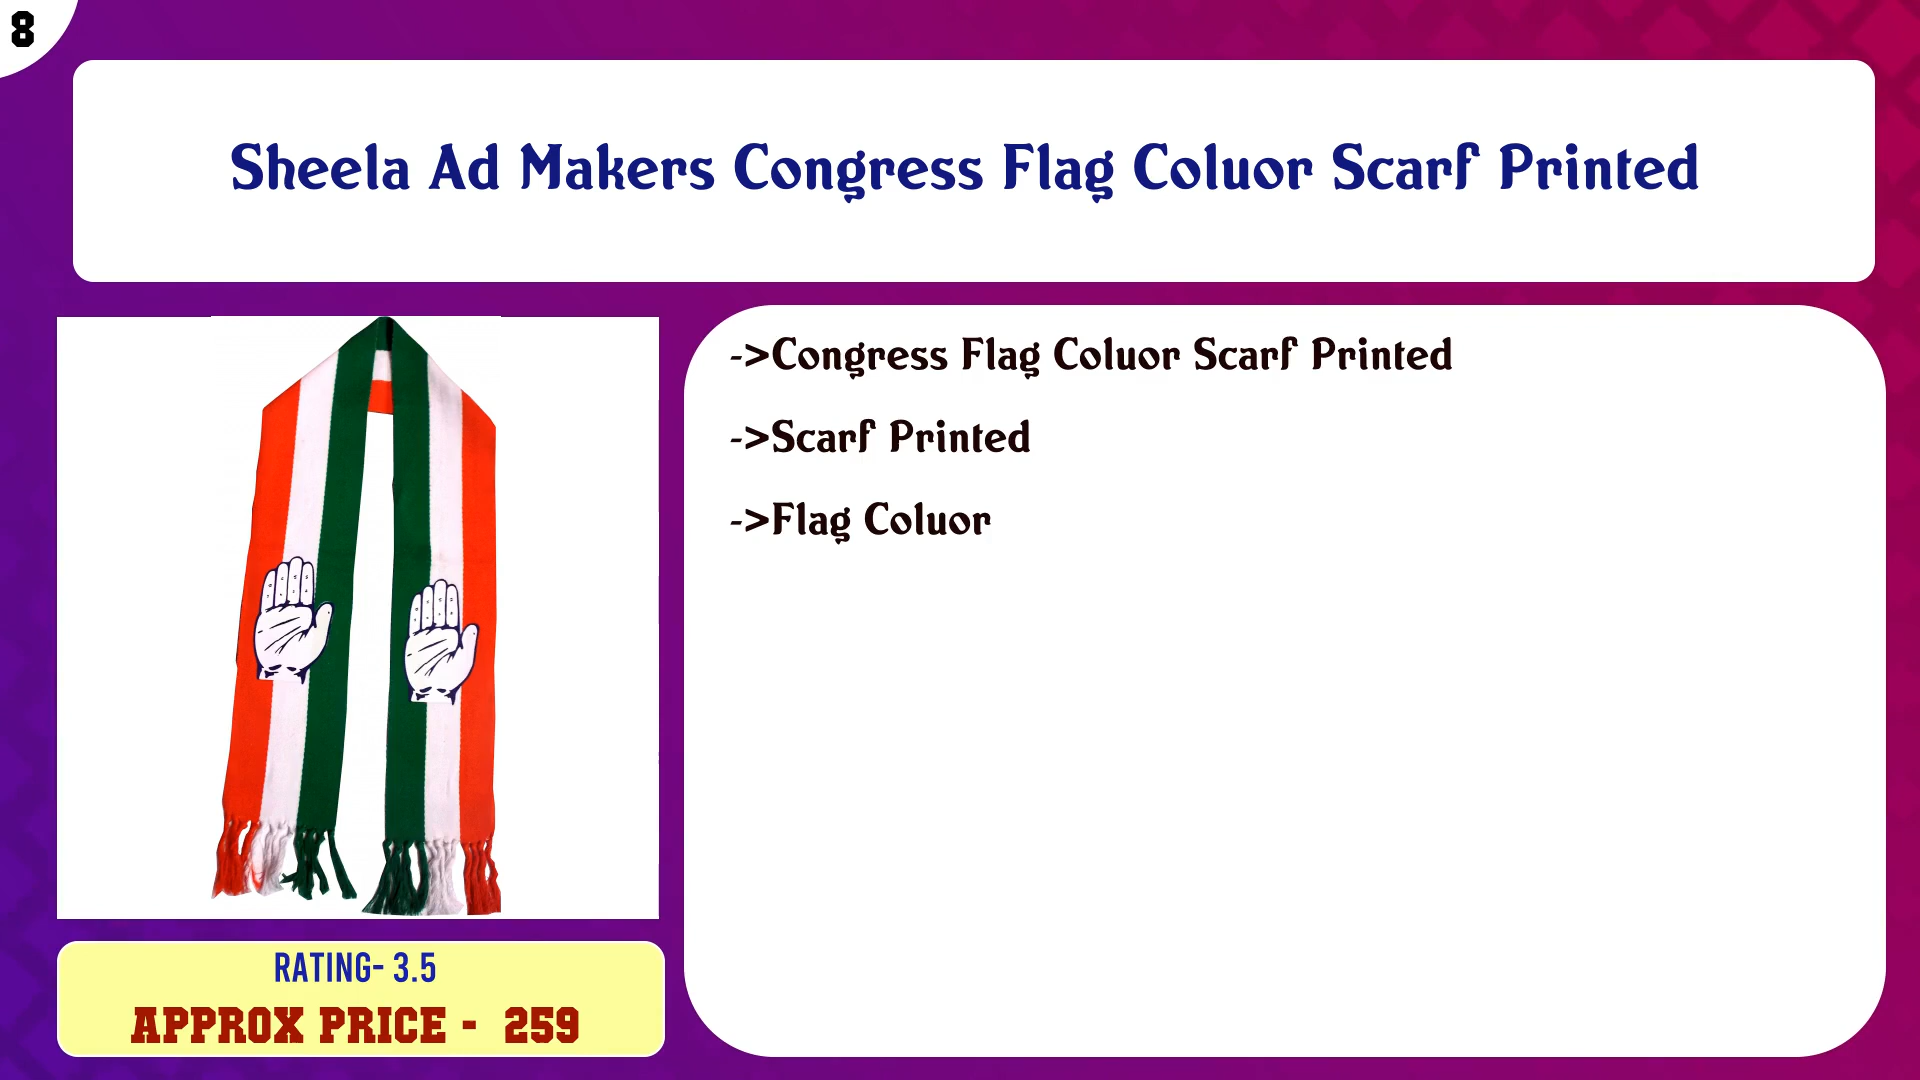 8
Sheela Ad Makers Congress Flag Coluor Scarf Printed
->Congress Flag Coluor Scarf Printed
->Scarf Printed
->Flag Coluor
RATING- 3.5
APPROX PRICE - 259